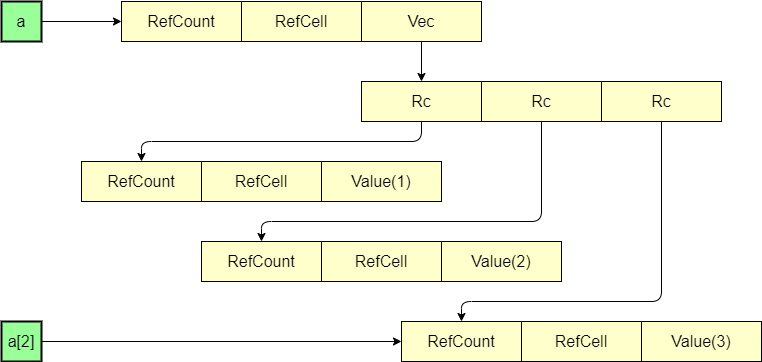 a RefCount RefCell Vec
Rc Rc Rc
RefCount RefCell Value(1)
RefCount RefCell Value(2)
a[2] RefCount RefCell Value(3)